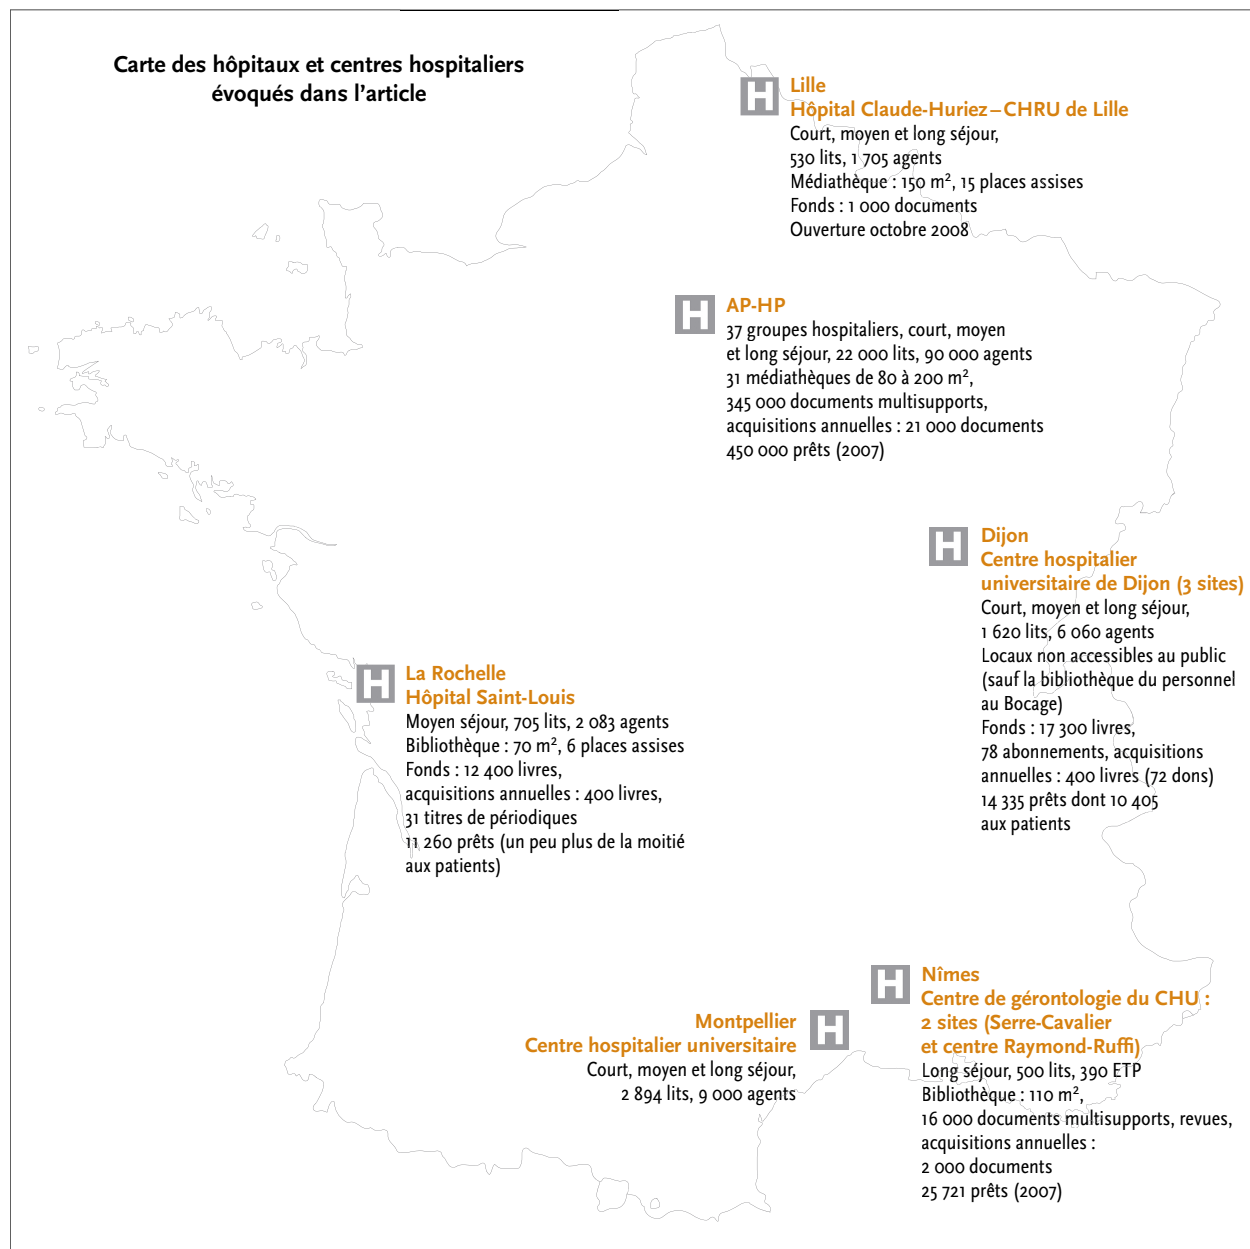 Carte des hôpitaux et centres hospitaliers
évoqués dans l'article
H
Lille
Hôpital Claude-Huriez – CHRU de Lille
Court, moyen et long séjour,
530 lits, 1 705 agents
Médiathèque : 150 m², 15 places assises
Fonds : 1 000 documents
Ouverture octobre 2008
H
AP-HP
37 groupes hospitaliers, court, moyen
et long séjour, 22 000 lits, 90 000 agents
31 médiathèques de 80 à 200 m²,
345 000 documents multisupports,
acquisitions annuelles : 21 000 documents
450 000 prêts (2007)
H
Dijon
Centre hospitalier
universitaire de Dijon (3 sites)
Court, moyen et long séjour,
1 620 lits, 6 060 agents
Locaux non accessibles au public
(sauf la bibliothèque du personnel
au Bocage)
Fonds : 17 300 livres,
78 abonnements, acquisitions
annuelles : 400 livres (72 dons)
14 335 prêts dont 10 405
aux patients
H
La Rochelle
Hôpital Saint-Louis
Moyen séjour, 705 lits, 2 083 agents
Bibliothèque : 70 m², 6 places assises
Fonds : 12 400 livres,
acquisitions annuelles : 400 livres,
31 titres de périodiques
11 260 prêts (un peu plus de la moitié
aux patients)
H
Nîmes
Centre de gérontologie du CHU :
2 sites (Serre-Cavalier
et centre Raymond-Ruffi)
Long séjour, 500 lits, 390 ETP
Bibliothèque : 110 m²,
16 000 documents multisupports, revues,
acquisitions annuelles :
2 000 documents
25 721 prêts (2007)
H
Montpellier
Centre hospitalier universitaire
Court, moyen et long séjour,
2 894 lits, 9 000 agents